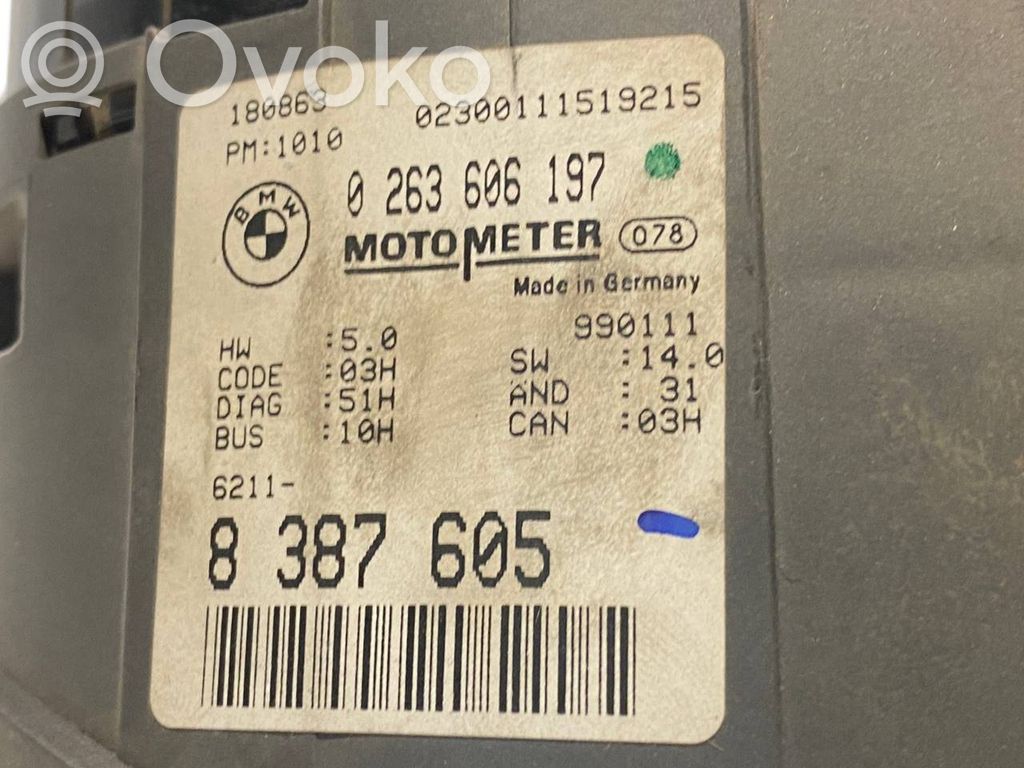 Ovoko
180863 02300111519215
PM:1010
0 263 606 197
BMW
MOTOMETER 078
Made in Germany
990111
HW :5.0 SW :14.0
CODE :03H AND : 31
DIAG :51H CAN :03H
BUS :10H
6211-
8 387 605